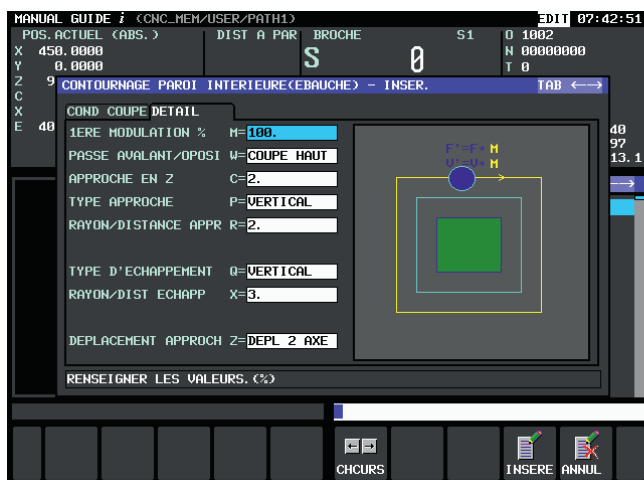 MANUAL GUIDE i (CNC_MEM/USER/PATH1) EDIT 07:42:51
POS.ACTUEL (ABS.) DIST A PAR BROCHE S1 O 1002
X 450.0000 S 0 N 00000000
Y 0.0000 T 0
Z 9
CONTOURNAGE PAROI INTERIEURE(EBAUCHE) - INSER. TAB ←→
C
X
E 40
COND COUPE DETAIL
1ERE MODULATION % M=100.
40
97
13.1
PASSE AVALANT/OPOSI W=COUPE HAUT
F'=F* M
V'=V* M
APPROCHE EN Z C=2.
TYPE APPROCHE P=VERTICAL
RAYON/DISTANCE APPR R=2.
TYPE D'ECHAPPEMENT Q=VERTICAL
RAYON/DIST ECHAPP X=3.
DEPLACEMENT APPROCH Z=DEPL 2 AXE
RENSEIGNER LES VALEURS.(%)
←→
CHCURS INSERE ANNUL